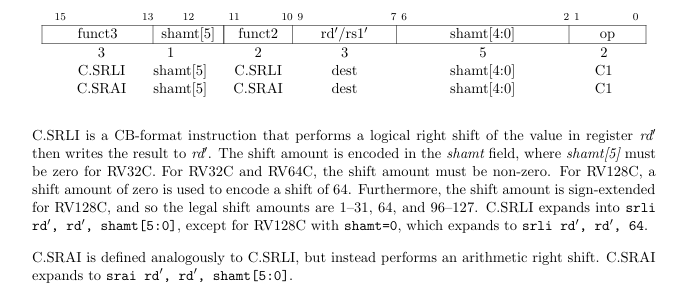 15 13 12 11 10 9 7 6 2 1 0
funct3 shamt[5] funct2 rd′/rs1′ shamt[4:0] op
3 1 2 3 5 2
C.SRLI shamt[5] C.SRLI dest shamt[4:0] C1
C.SRAI shamt[5] C.SRAI dest shamt[4:0] C1
C.SRLI is a CB-format instruction that performs a logical right shift of the value in register rd′
then writes the result to rd′. The shift amount is encoded in the shamt field, where shamt[5] must
be zero for RV32C. For RV32C and RV64C, the shift amount must be non-zero. For RV128C, a
shift amount of zero is used to encode a shift of 64. Furthermore, the shift amount is sign-extended
for RV128C, and so the legal shift amounts are 1–31, 64, and 96–127. C.SRLI expands into srli
rd′, rd′, shamt[5:0], except for RV128C with shamt=0, which expands to srli rd′, rd′, 64.
C.SRAI is defined analogously to C.SRLI, but instead performs an arithmetic right shift. C.SRAI
expands to srai rd′, rd′, shamt[5:0].